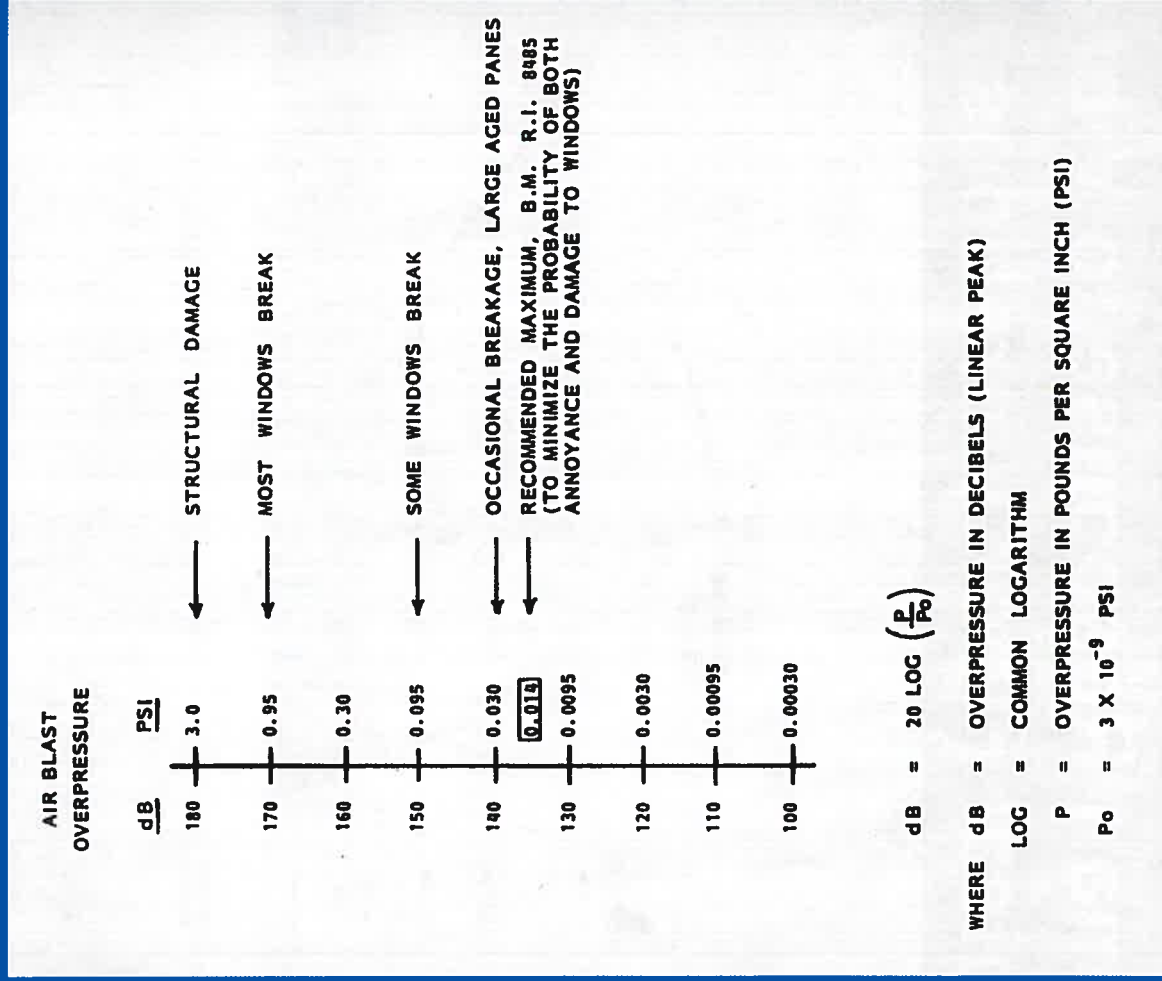 AIR BLAST
OVERPRESSURE
dB PSI
180 3.0 STRUCTURAL DAMAGE
170 0.95 MOST WINDOWS BREAK
160 0.30
150 0.095 SOME WINDOWS BREAK
140 0.030 OCCASIONAL BREAKAGE, LARGE AGED PANES
0.014 RECOMMENDED MAXIMUM, B.M. R.I. 8485
(TO MINIMIZE THE PROBABILITY OF BOTH
ANNOYANCE AND DAMAGE TO WINDOWS)
130 0.0095
120 0.0030
110 0.00095
100 0.00030
dB = 20 LOG (P/Po)
WHERE dB = OVERPRESSURE IN DECIBELS (LINEAR PEAK)
LOG = COMMON LOGARITHM
P = OVERPRESSURE IN POUNDS PER SQUARE INCH (PSI)
Po = 3 X 10⁻⁹ PSI